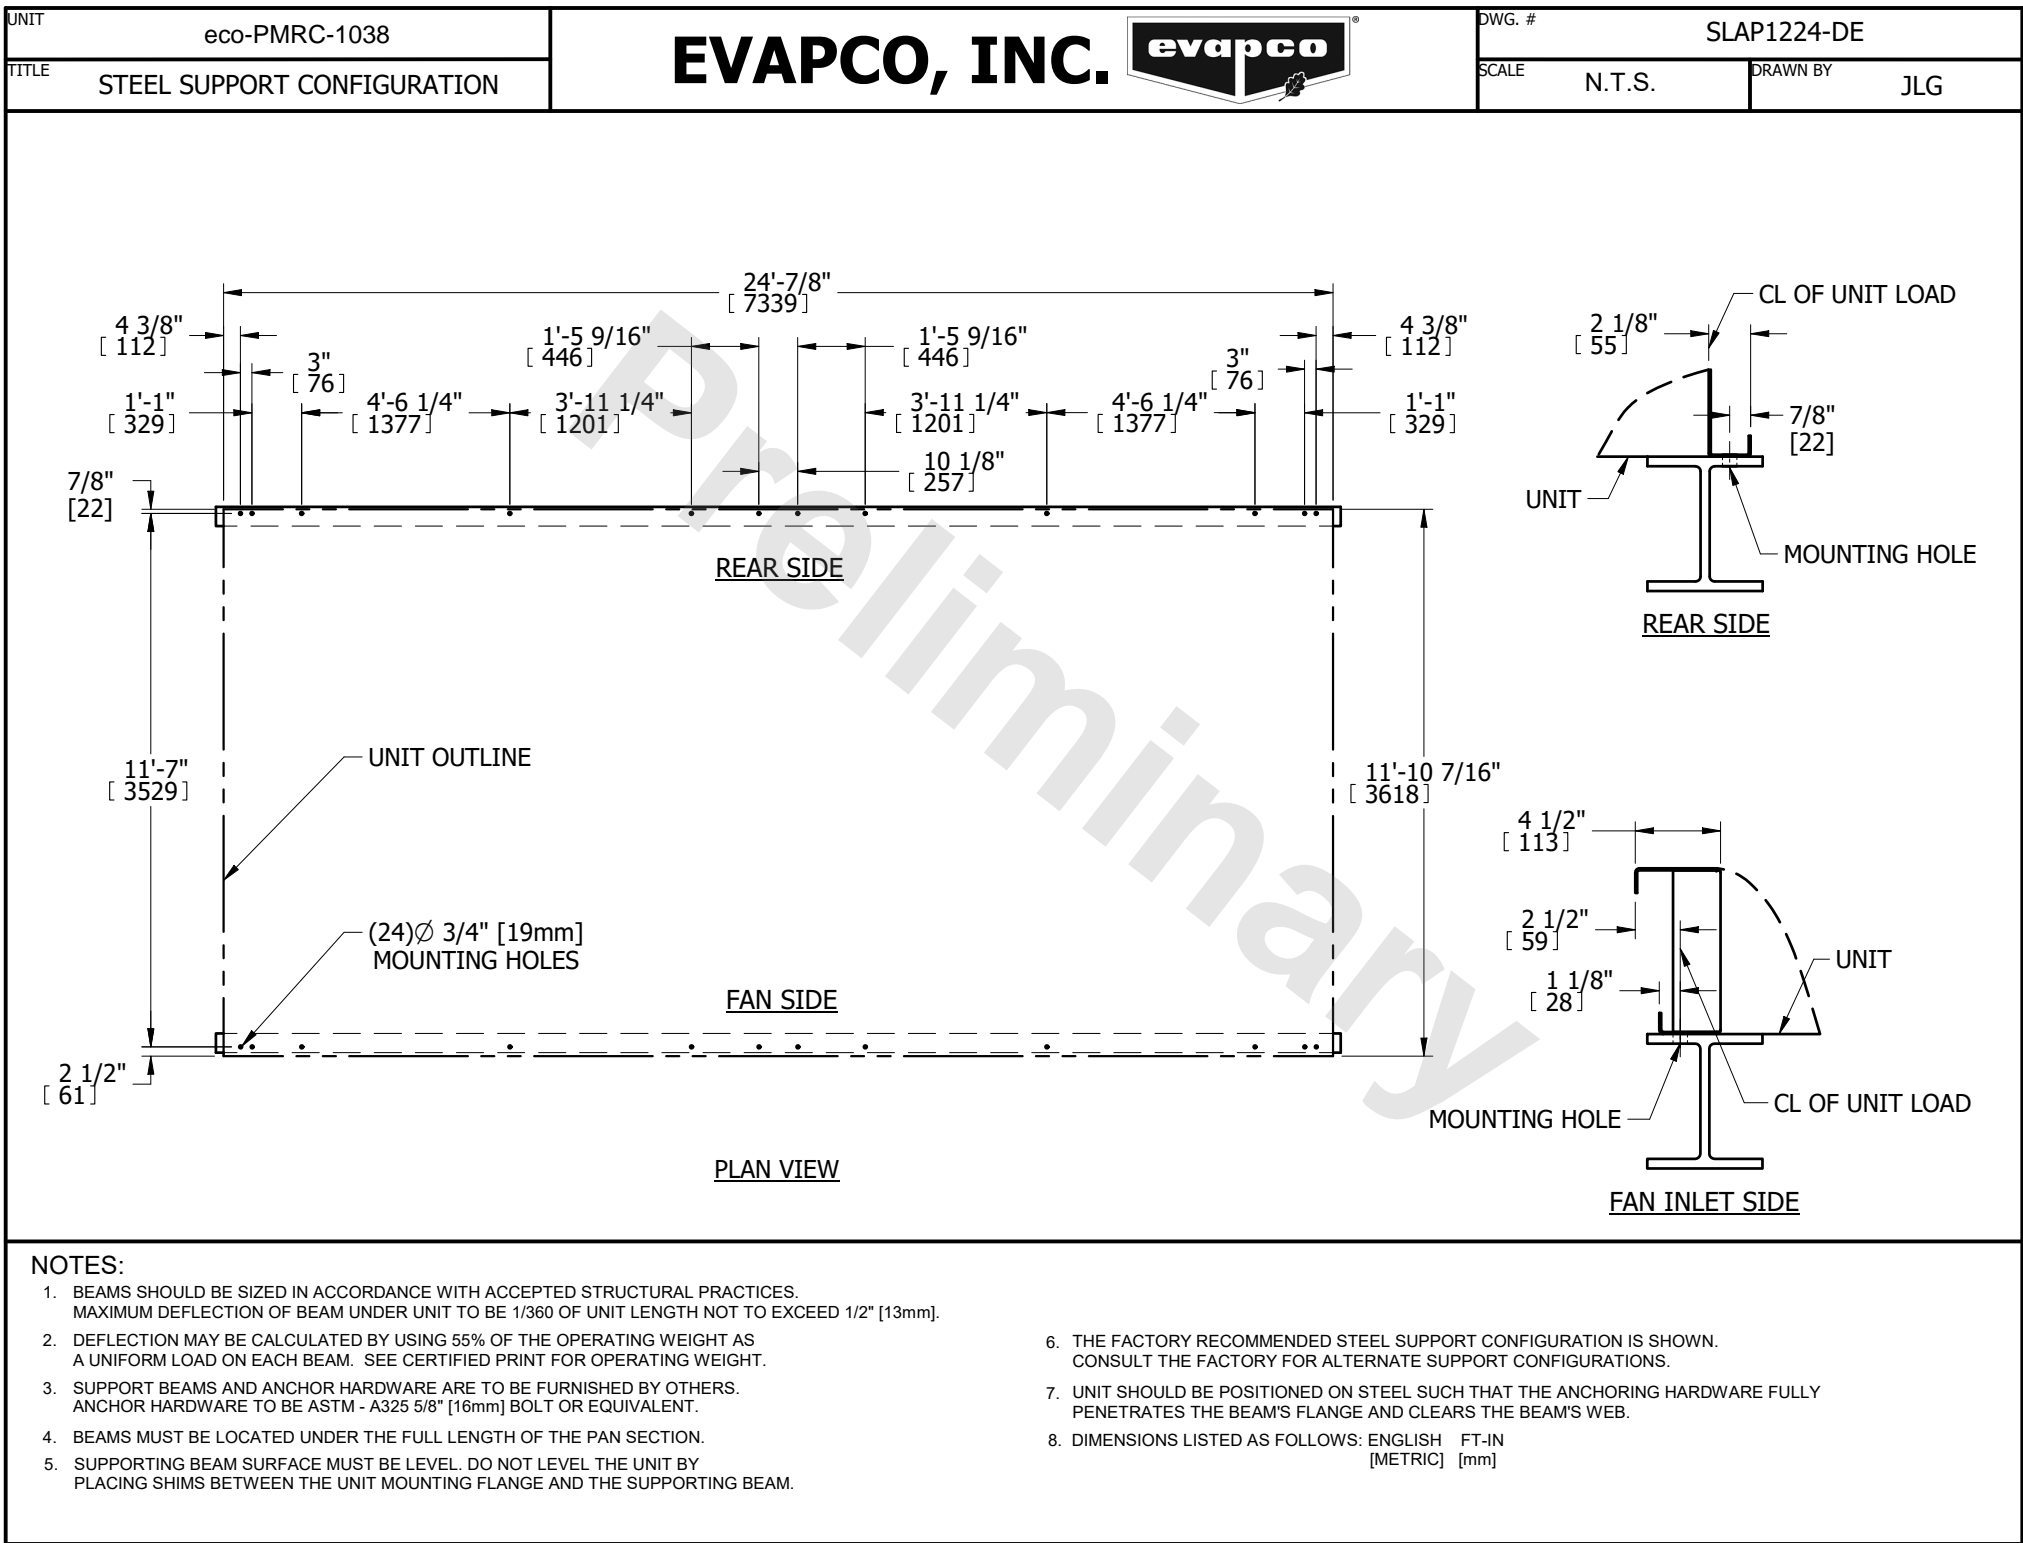 UNIT
eco-PMRC-1038
TITLE
STEEL SUPPORT CONFIGURATION
EVAPCO, INC.
evapco
®
DWG. #
SLAP1224-DE
SCALE
N.T.S.
DRAWN BY
JLG
24'-7/8"
[ 7339]
4 3/8"
[ 112]
3"
[ 76]
1'-5 9/16"
[ 446]
1'-5 9/16"
[ 446]
4 3/8"
[ 112]
3"
[ 76]
1'-1"
[ 329]
4'-6 1/4"
[ 1377]
3'-11 1/4"
[ 1201]
3'-11 1/4"
[ 1201]
4'-6 1/4"
[ 1377]
1'-1"
[ 329]
10 1/8"
[ 257]
7/8"
[22]
REAR SIDE
11'-7"
[ 3529]
UNIT OUTLINE
11'-10 7/16"
[ 3618]
(24)Ø 3/4" [19mm]
MOUNTING HOLES
FAN SIDE
2 1/2"
[ 61]
PLAN VIEW
Preliminary
CL OF UNIT LOAD
2 1/8"
[ 55]
7/8"
[22]
UNIT
MOUNTING HOLE
REAR SIDE
4 1/2"
[ 113]
2 1/2"
[ 59]
1 1/8"
[ 28]
UNIT
CL OF UNIT LOAD
MOUNTING HOLE
FAN INLET SIDE
NOTES:
1. BEAMS SHOULD BE SIZED IN ACCORDANCE WITH ACCEPTED STRUCTURAL PRACTICES.
MAXIMUM DEFLECTION OF BEAM UNDER UNIT TO BE 1/360 OF UNIT LENGTH NOT TO EXCEED 1/2" [13mm].
2. DEFLECTION MAY BE CALCULATED BY USING 55% OF THE OPERATING WEIGHT AS
A UNIFORM LOAD ON EACH BEAM. SEE CERTIFIED PRINT FOR OPERATING WEIGHT.
3. SUPPORT BEAMS AND ANCHOR HARDWARE ARE TO BE FURNISHED BY OTHERS.
ANCHOR HARDWARE TO BE ASTM - A325 5/8" [16mm] BOLT OR EQUIVALENT.
4. BEAMS MUST BE LOCATED UNDER THE FULL LENGTH OF THE PAN SECTION.
5. SUPPORTING BEAM SURFACE MUST BE LEVEL. DO NOT LEVEL THE UNIT BY
PLACING SHIMS BETWEEN THE UNIT MOUNTING FLANGE AND THE SUPPORTING BEAM.
6. THE FACTORY RECOMMENDED STEEL SUPPORT CONFIGURATION IS SHOWN.
CONSULT THE FACTORY FOR ALTERNATE SUPPORT CONFIGURATIONS.
7. UNIT SHOULD BE POSITIONED ON STEEL SUCH THAT THE ANCHORING HARDWARE FULLY
PENETRATES THE BEAM'S FLANGE AND CLEARS THE BEAM'S WEB.
8. DIMENSIONS LISTED AS FOLLOWS: ENGLISH FT-IN
[METRIC] [mm]